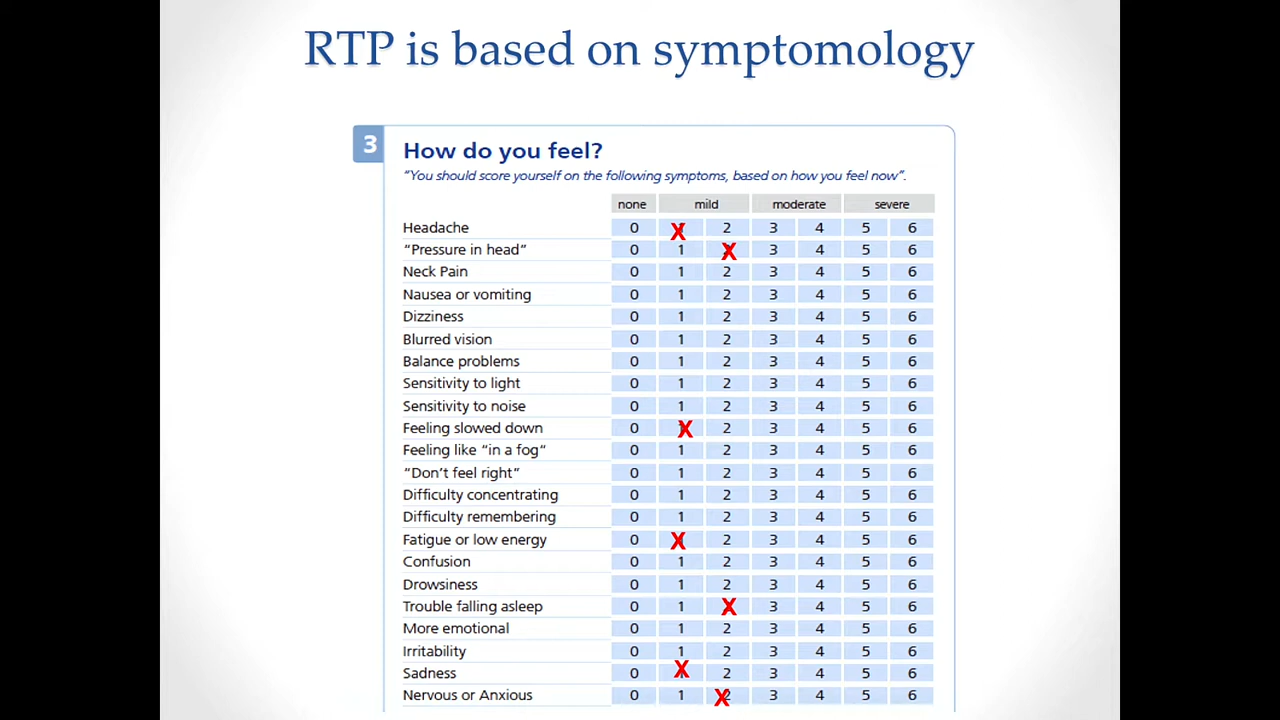 RTP is based on symptomology
3 How do you feel?
"You should score yourself on the following symptoms, based on how you feel now".
none mild moderate severe
Headache 0 X 2 3 4 5 6
"Pressure in head" 0 1 X 3 4 5 6
Neck Pain 0 1 2 3 4 5 6
Nausea or vomiting 0 1 2 3 4 5 6
Dizziness 0 1 2 3 4 5 6
Blurred vision 0 1 2 3 4 5 6
Balance problems 0 1 2 3 4 5 6
Sensitivity to light 0 1 2 3 4 5 6
Sensitivity to noise 0 1 2 3 4 5 6
Feeling slowed down 0 X 2 3 4 5 6
Feeling like "in a fog" 0 1 2 3 4 5 6
"Don't feel right" 0 1 2 3 4 5 6
Difficulty concentrating 0 1 2 3 4 5 6
Difficulty remembering 0 1 2 3 4 5 6
Fatigue or low energy 0 X 2 3 4 5 6
Confusion 0 1 2 3 4 5 6
Drowsiness 0 1 2 3 4 5 6
Trouble falling asleep 0 1 X 3 4 5 6
More emotional 0 1 2 3 4 5 6
Irritability 0 1 2 3 4 5 6
Sadness 0 X 2 3 4 5 6
Nervous or Anxious 0 1 X 3 4 5 6